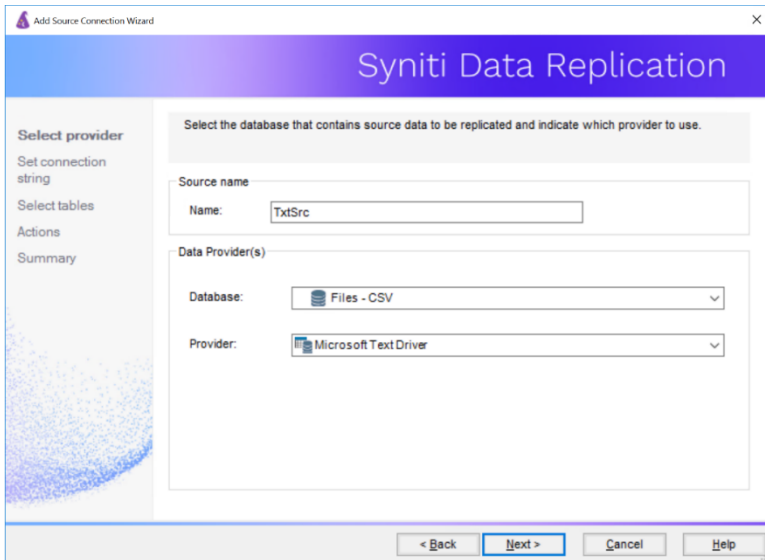 Add Source Connection Wizard
Syniti Data Replication
Select provider
Set connection
string
Select tables
Actions
Summary
Select the database that contains source data to be replicated and indicate which provider to use.
Source name
Name: TxtSrc
Data Provider(s)
Database: Files - CSV
Provider: Microsoft Text Driver
< Back Next > Cancel Help